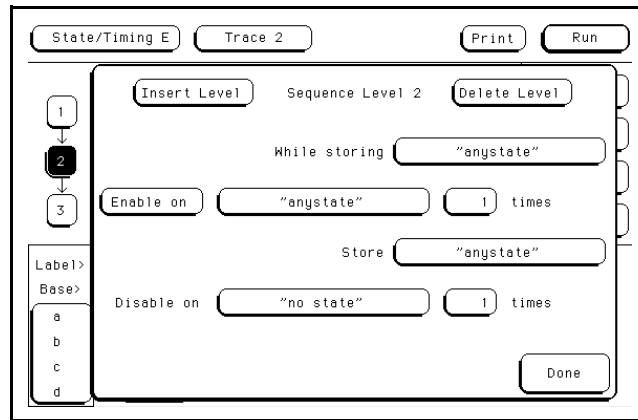 State/Timing E Trace 2 Print Run
Insert Level Sequence Level 2 Delete Level
1
While storing "anystate"
2
Enable on "anystate" 1 times
3
Store "anystate"
Label>
Base>
Disable on "no state" 1 times
a
b
c
d
Done